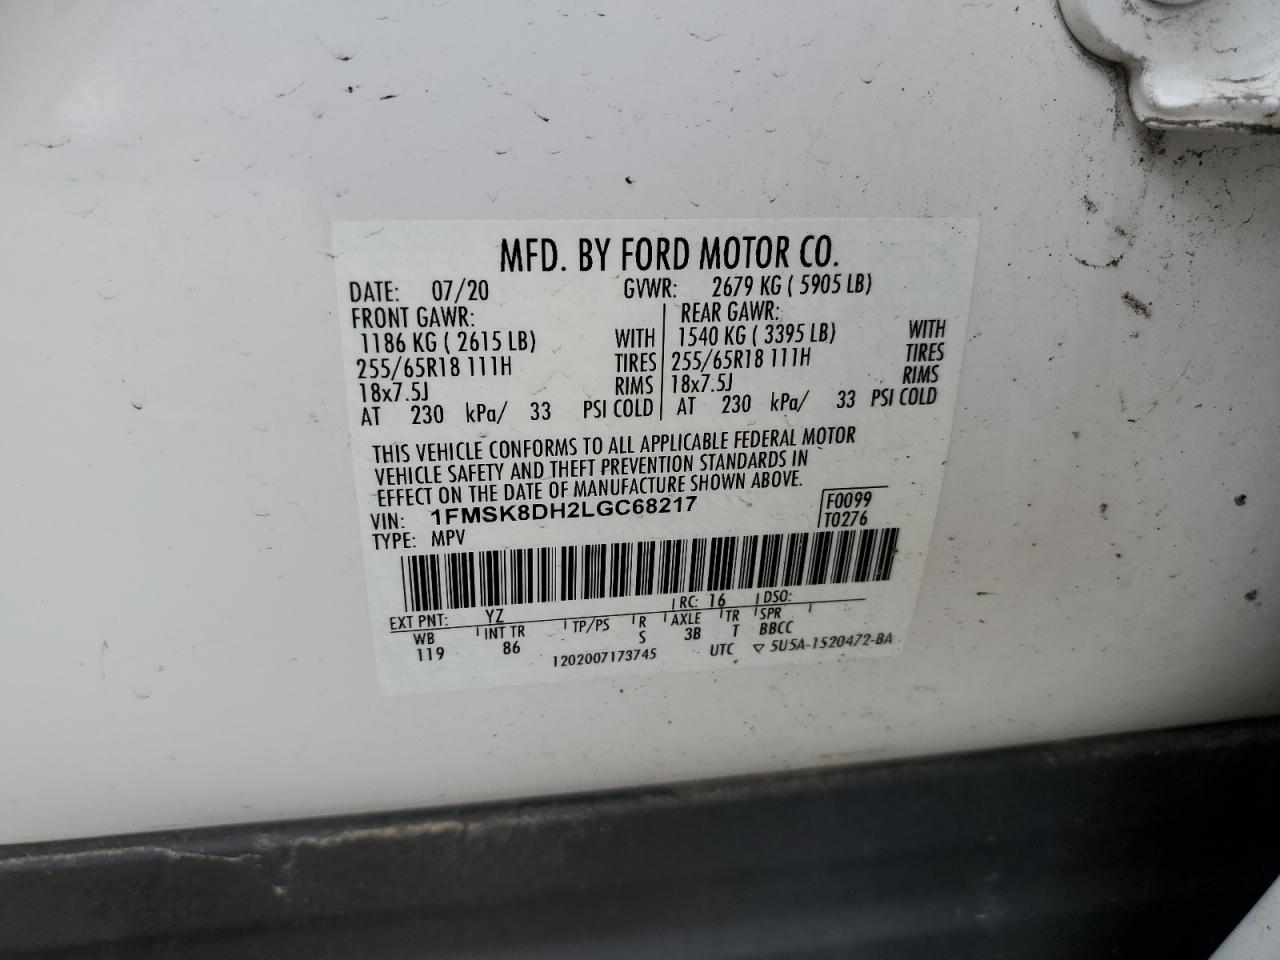 MFD. BY FORD MOTOR CO.
DATE: 07/20 GVWR: 2679 KG ( 5905 LB)
FRONT GAWR: REAR GAWR:
1186 KG ( 2615 LB) WITH 1540 KG ( 3395 LB) WITH
255/65R18 111H TIRES 255/65R18 111H TIRES
18x7.5J RIMS 18x7.5J RIMS
AT 230 kPa/ 33 PSI COLD AT 230 kPa/ 33 PSI COLD
THIS VEHICLE CONFORMS TO ALL APPLICABLE FEDERAL MOTOR
VEHICLE SAFETY AND THEFT PREVENTION STANDARDS IN
EFFECT ON THE DATE OF MANUFACTURE SHOWN ABOVE.
VIN: 1FMSK8DH2LGC68217 F0099
TYPE: MPV T0276
EXT PNT: YZ RC: 16 DSO:
WB INT TR TP/PS R AXLE TR SPR
119 86 S 3B T BBCC
1202007173745 UTC ▽ 5U5A-1520472-BA